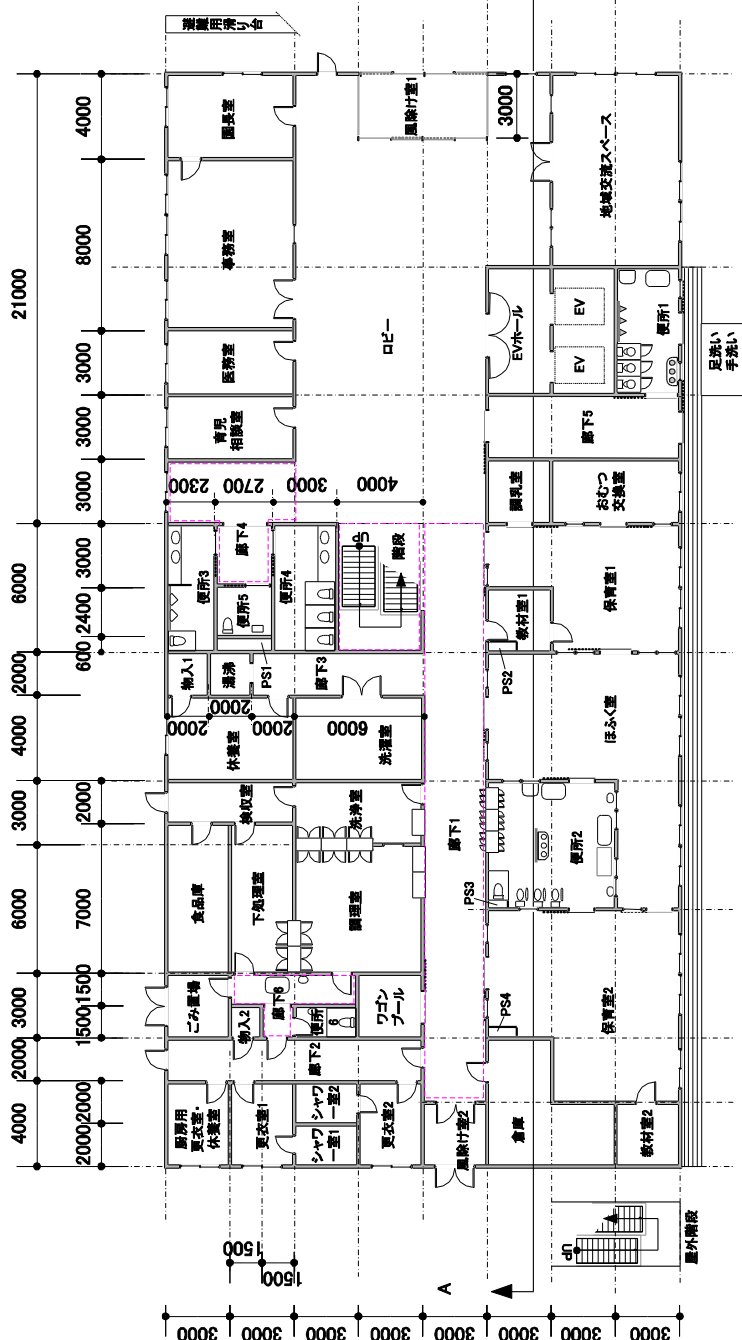 避難用滑り台
21000
6000
2000
4000
3000
6000
3000
2000
4000
4000
8000
3000
3000
3000
3000
2400
600
2000
7000
1500
1500
2000
2000
園長室
事務室
医務室
育児
相談室
風除け室1
3000
地域交流スペース
ロビー
EVホール
EV
EV
便所1
足洗い
手洗い
廊下5
調乳室
おむつ
交換室
2300
2700
3000
4000
廊下4
便所3
便所5
便所4
階段
UP
保育室1
教材室1
PS2
物入1
湯沸
PS1
廊下3
2000
2000
2000
6000
休養室
洗濯室
ほふく室
検収室
洗浄室
廊下1
便所2
PS3
食品庫
下処理室
調理室
ごみ置場
物入2
廊下6
便所
6
ワゴン
プール
PS4
保育室2
廊下2
厨房用
更衣室・
休養室
更衣室1
シャワ
ー室1
シャワ
ー室2
更衣室2
風除け室2
倉庫
教材室2
1500
1500
A
UP
屋外階段
3000
3000
3000
3000
3000
3000
3000
3000